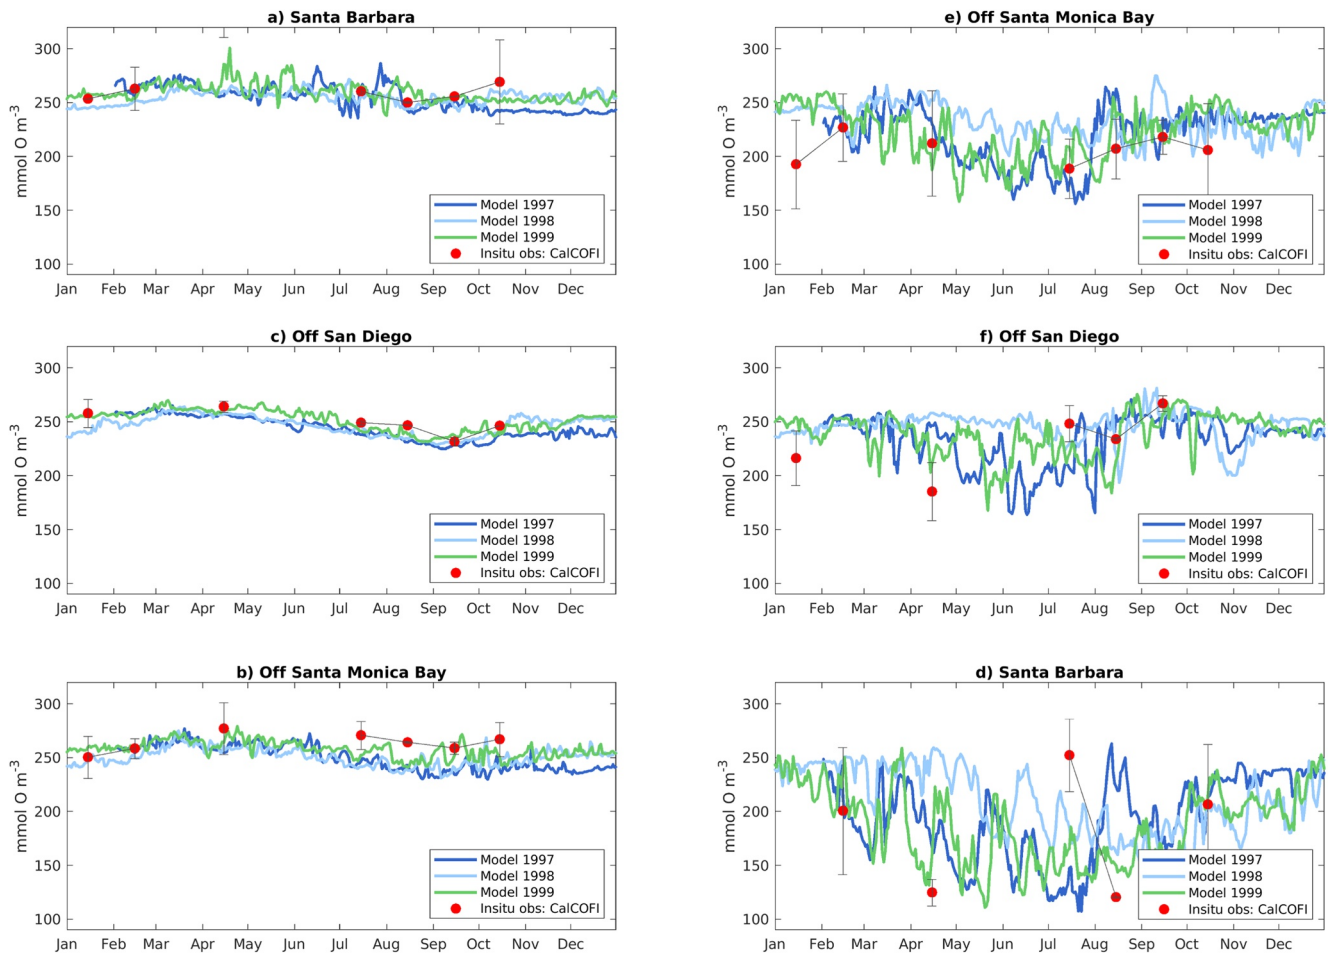 a) Santa Barbara
300
250
200
150
100
mmol O m-3
Model 1997
Model 1998
Model 1999
Insitu obs: CalCOFI
Jan Feb Mar Apr May Jun Jul Aug Sep Oct Nov Dec
e) Off Santa Monica Bay
300
250
200
150
100
mmol O m-3
Model 1997
Model 1998
Model 1999
Insitu obs: CalCOFI
Jan Feb Mar Apr May Jun Jul Aug Sep Oct Nov Dec
c) Off San Diego
300
250
200
150
100
mmol O m-3
Model 1997
Model 1998
Model 1999
Insitu obs: CalCOFI
Jan Feb Mar Apr May Jun Jul Aug Sep Oct Nov Dec
f) Off San Diego
300
250
200
150
100
mmol O m-3
Model 1997
Model 1998
Model 1999
Insitu obs: CalCOFI
Jan Feb Mar Apr May Jun Jul Aug Sep Oct Nov Dec
b) Off Santa Monica Bay
300
250
200
150
100
mmol O m-3
Model 1997
Model 1998
Model 1999
Insitu obs: CalCOFI
Jan Feb Mar Apr May Jun Jul Aug Sep Oct Nov Dec
d) Santa Barbara
300
250
200
150
100
mmol O m-3
Model 1997
Model 1998
Model 1999
Insitu obs: CalCOFI
Jan Feb Mar Apr May Jun Jul Aug Sep Oct Nov Dec